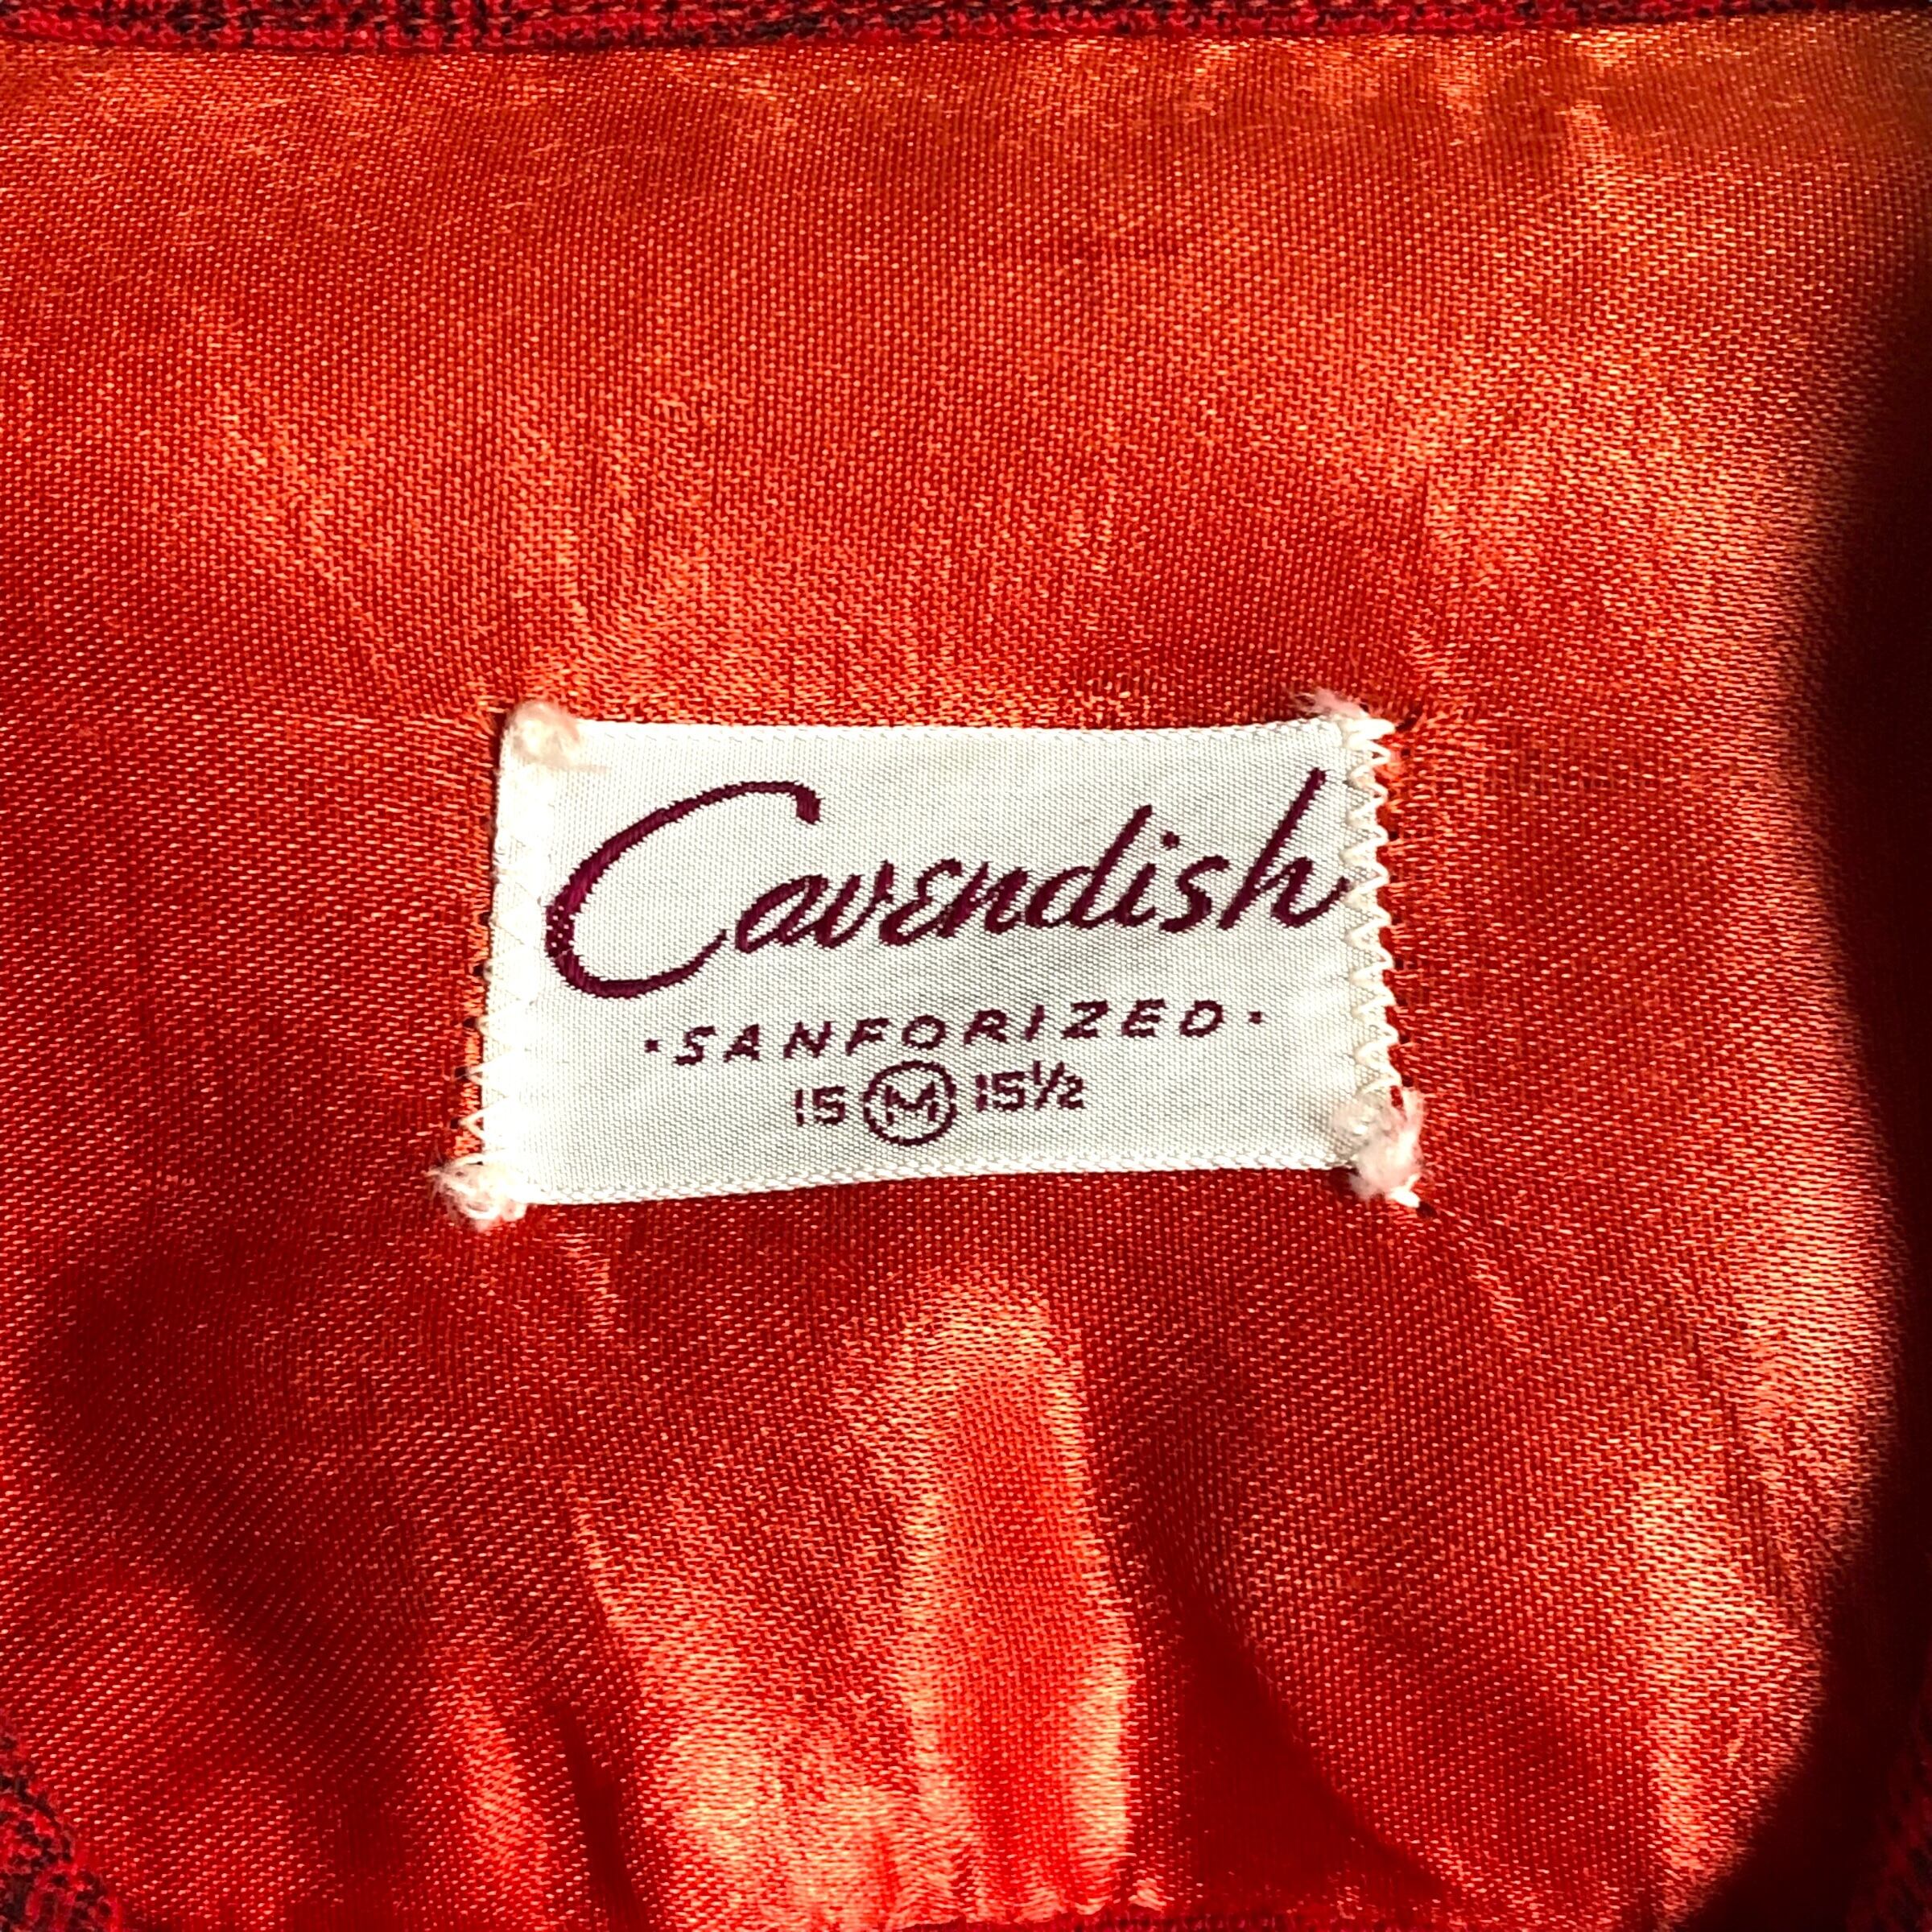 Cavendish
·SANFORIZED·
15 M 15½